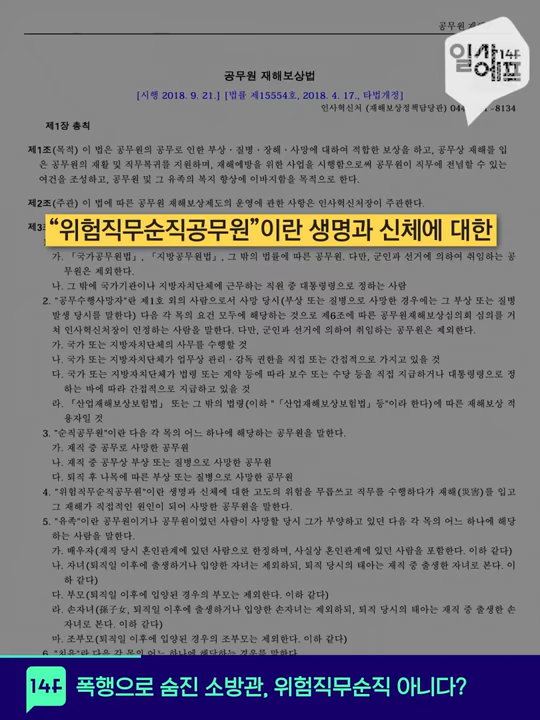 일사
에프
14F
공무원 재해보상법
[시행 2018. 9. 21.] [법률 제15554호, 2018. 4. 17., 타법개정]
인사혁신처 (재해보상정책담당관) 04 -8134
제1장 총칙
제1조(목적) 이 법은 공무원의 공무로 인한 부상ㆍ질병ㆍ장해ㆍ사망에 대하여 적합한 보상을 하고, 공무상 재해를 입
은 공무원의 재활 및 직무복귀를 지원하며, 재해예방을 위한 사업을 시행함으로써 공무원이 직무에 전념할 수 있는
여건을 조성하고, 공무원 및 그 유족의 복지 향상에 이바지함을 목적으로 한다.
제2조(주관) 이 법에 따른 공무원 재해보상제도의 운영에 관한 사항은 인사혁신처장이 주관한다.
“위험직무순직공무원”이란 생명과 신체에 대한
가. 「국가공무원법」, 「지방공무원법」, 그 밖의 법률에 따른 공무원. 다만, 군인과 선거에 의하여 취임하는 공
무원은 제외한다.
나. 그 밖에 국가기관이나 지방자치단체에 근무하는 직원 중 대통령령으로 정하는 사람
2. "공무수행사망자"란 제1호 외의 사람으로서 사망 당시(부상 또는 질병으로 사망한 경우에는 그 부상 또는 질병
발생 당시를 말한다) 다음 각 목의 요건 모두에 해당하는 것으로 제6조에 따른 공무원재해보상심의회 심의를 거
쳐 인사혁신처장이 인정하는 사람을 말한다. 다만, 군인과 선거에 의하여 취임하는 공무원은 제외한다.
가. 국가 또는 지방자치단체의 사무를 수행할 것
나. 국가 또는 지방자치단체가 업무상 관리ㆍ감독 권한을 직접 또는 간접적으로 가지고 있을 것
다. 국가 또는 지방자치단체가 법령 또는 계약 등에 따라 보수 또는 수당 등을 직접 지급하거나 대통령령으로 정
하는 바에 따라 간접적으로 지급하고 있을 것
라. 「산업재해보상보험법」 또는 그 밖의 법령(이하 "「산업재해보상보험법」등"이라 한다)에 따른 재해보상 적
용자일 것
3. "순직공무원"이란 다음 각 목의 어느 하나에 해당하는 공무원을 말한다.
가. 재직 중 공무로 사망한 공무원
나. 재직 중 공무상 부상 또는 질병으로 사망한 공무원
다. 퇴직 후 나목에 따른 부상 또는 질병으로 사망한 공무원
4. "위험직무순직공무원"이란 생명과 신체에 대한 고도의 위험을 무릅쓰고 직무를 수행하다가 재해(災害)를 입고
그 재해가 직접적인 원인이 되어 사망한 공무원을 말한다.
5. "유족"이란 공무원이거나 공무원이었던 사람이 사망할 당시 그가 부양하고 있던 다음 각 목의 어느 하나에 해당
하는 사람을 말한다.
가. 배우자(재직 당시 혼인관계에 있던 사람으로 한정하며, 사실상 혼인관계에 있던 사람을 포함한다. 이하 같다)
나. 자녀(퇴직일 이후에 출생하거나 입양한 자녀는 제외하되, 퇴직 당시의 태아는 재직 중 출생한 자녀로 본다. 이
하 같다)
다. 부모(퇴직일 이후에 입양된 경우의 부모는 제외한다. 이하 같다)
라. 손자녀(孫子女, 퇴직일 이후에 출생하거나 입양한 손자녀는 제외하되, 퇴직 당시의 태아는 재직 중 출생한 손
자녀로 본다. 이하 같다)
마. 조부모(퇴직일 이후에 입양된 경우의 조부모는 제외한다. 이하 같다)
6. "치유"란 다음 각 목의 어느 하나에 해당하는 경우를 말한다.
14F 폭행으로 숨진 소방관, 위험직무순직 아니다?